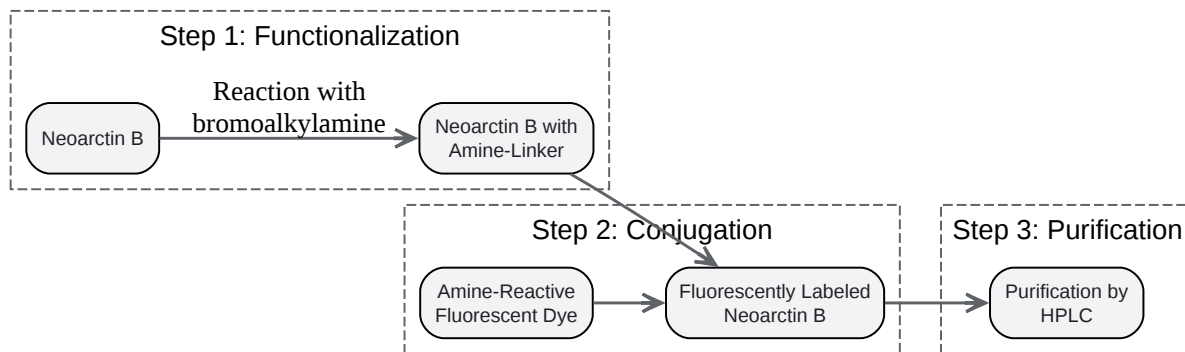 Step 1: Functionalization
Reaction with
bromoalkylamine
Neoarctin B
Neoarctin B with
Amine-Linker
Step 2: Conjugation
Step 3: Purification
Amine-Reactive
Fluorescent Dye
Fluorescently Labeled
Neoarctin B
Purification by
HPLC